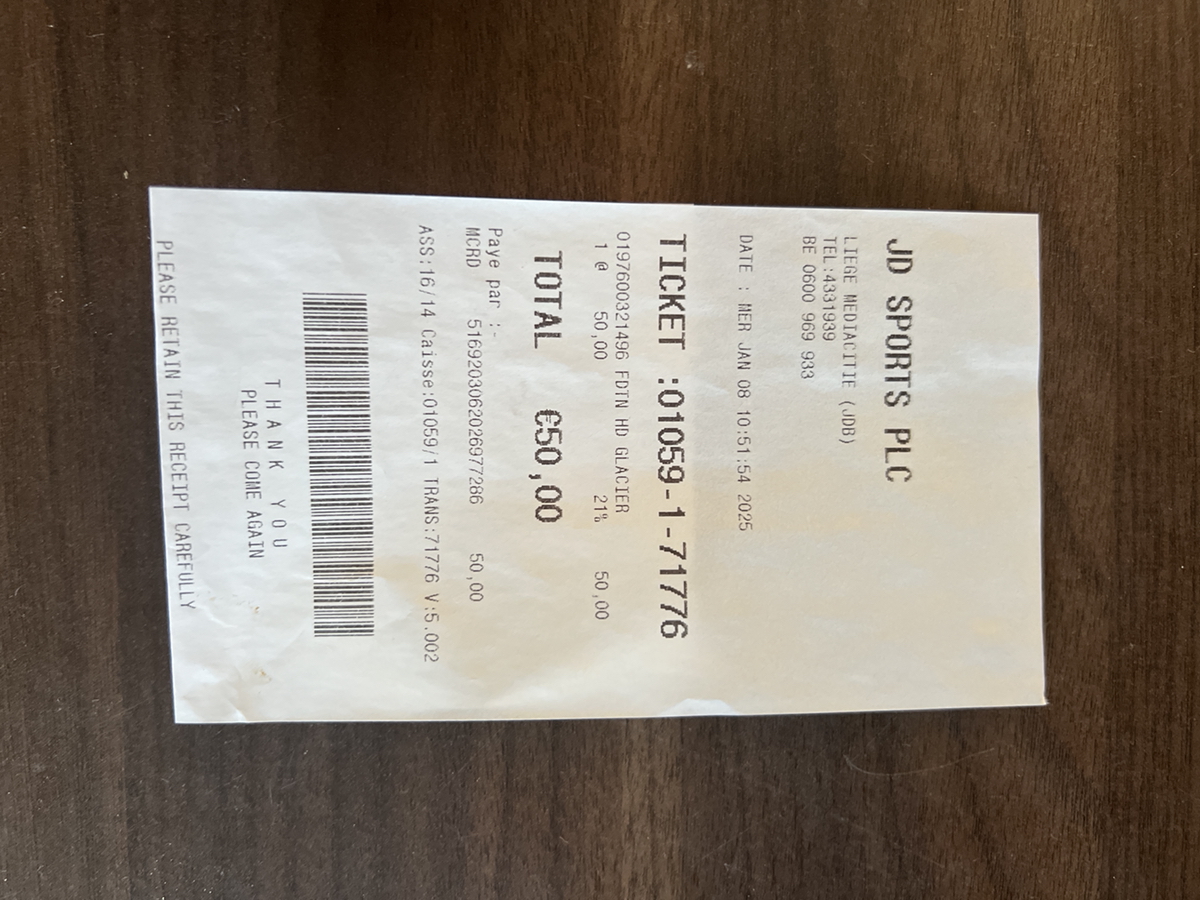 JD SPORTS PLC
LIEGE MEDIACITIE (JDB)
TEL:4331939
BE 0600 969 933
DATE : MER JAN 08 10:51:54 2025
TICKET :01059-1-71776
0197600321496 FDTN HD GLACIER
1 @ 50,00 21% 50,00
TOTAL €50,00
Paye par :-
MCRD 5169203062026977286 50,00
ASS:16/14 Caisse:01059/1 TRANS:71776 V:5.002
T H A N K Y O U
PLEASE COME AGAIN
PLEASE RETAIN THIS RECEIPT CAREFULLY